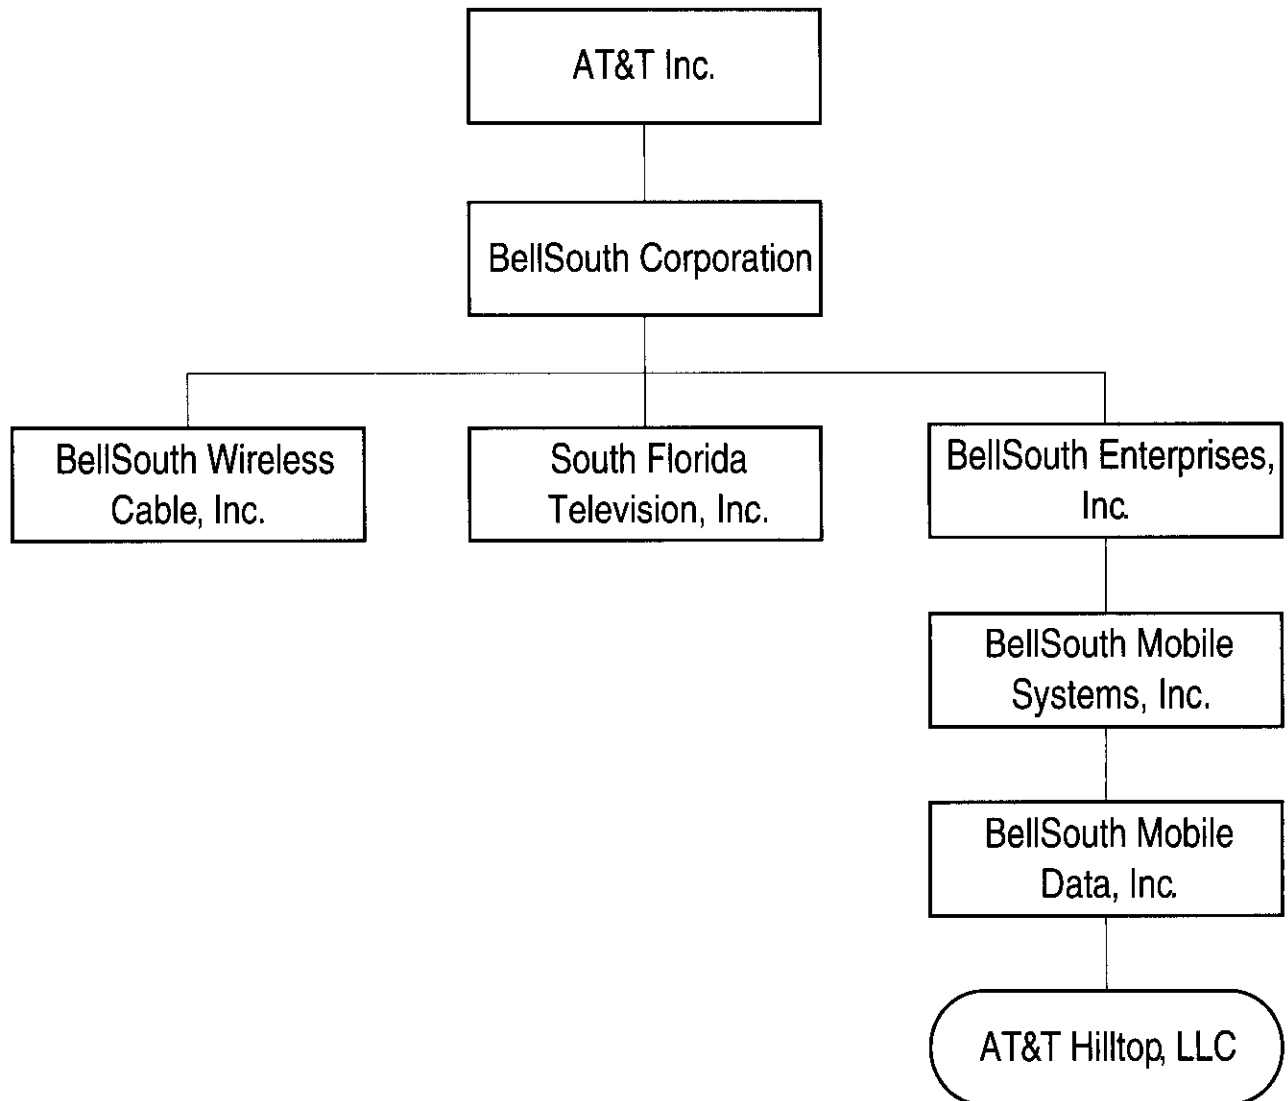 AT&T Inc.
BellSouth Corporation
BellSouth Wireless
Cable, Inc.
South Florida
Television, Inc.
BellSouth Enterprises,
Inc.
BellSouth Mobile
Systems, Inc.
BellSouth Mobile
Data, Inc.
AT&T Hilltop, LLC